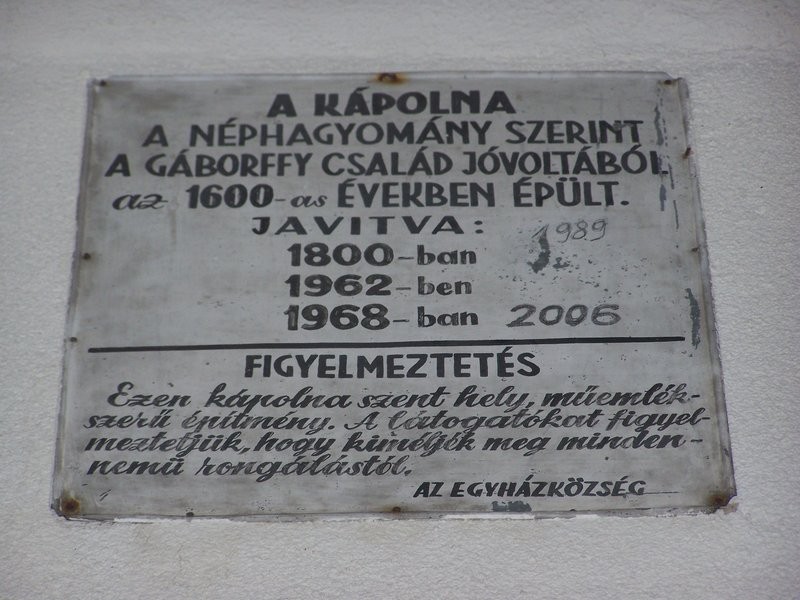 A KÁPOLNA
A NÉPHAGYOMÁNY SZERINT
A GÁBORFFY CSALÁD JÓVOLTÁBÓL
az 1600-as ÉVEKBEN ÉPÜLT.
JAVITVA:
1800-ban 1989
1962-ben
1968-ban 2006
FIGYELMEZTETÉS
Ezen kápolna szent hely, műemlék-
szerű építmény. A látogatókat figyel-
meztetjük, hogy kiméljék meg minden-
nemű rongálástól.
AZ EGYHÁZKÖZSÉG